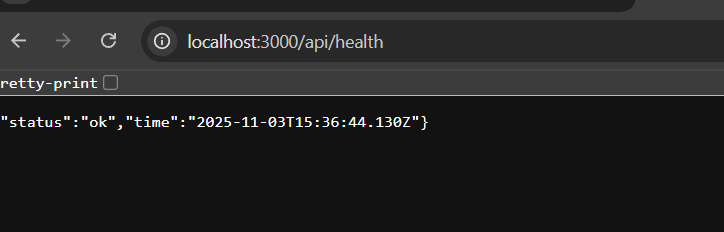 localhost:3000/api/health
retty-print
"status":"ok","time":"2025-11-03T15:36:44.130Z"}